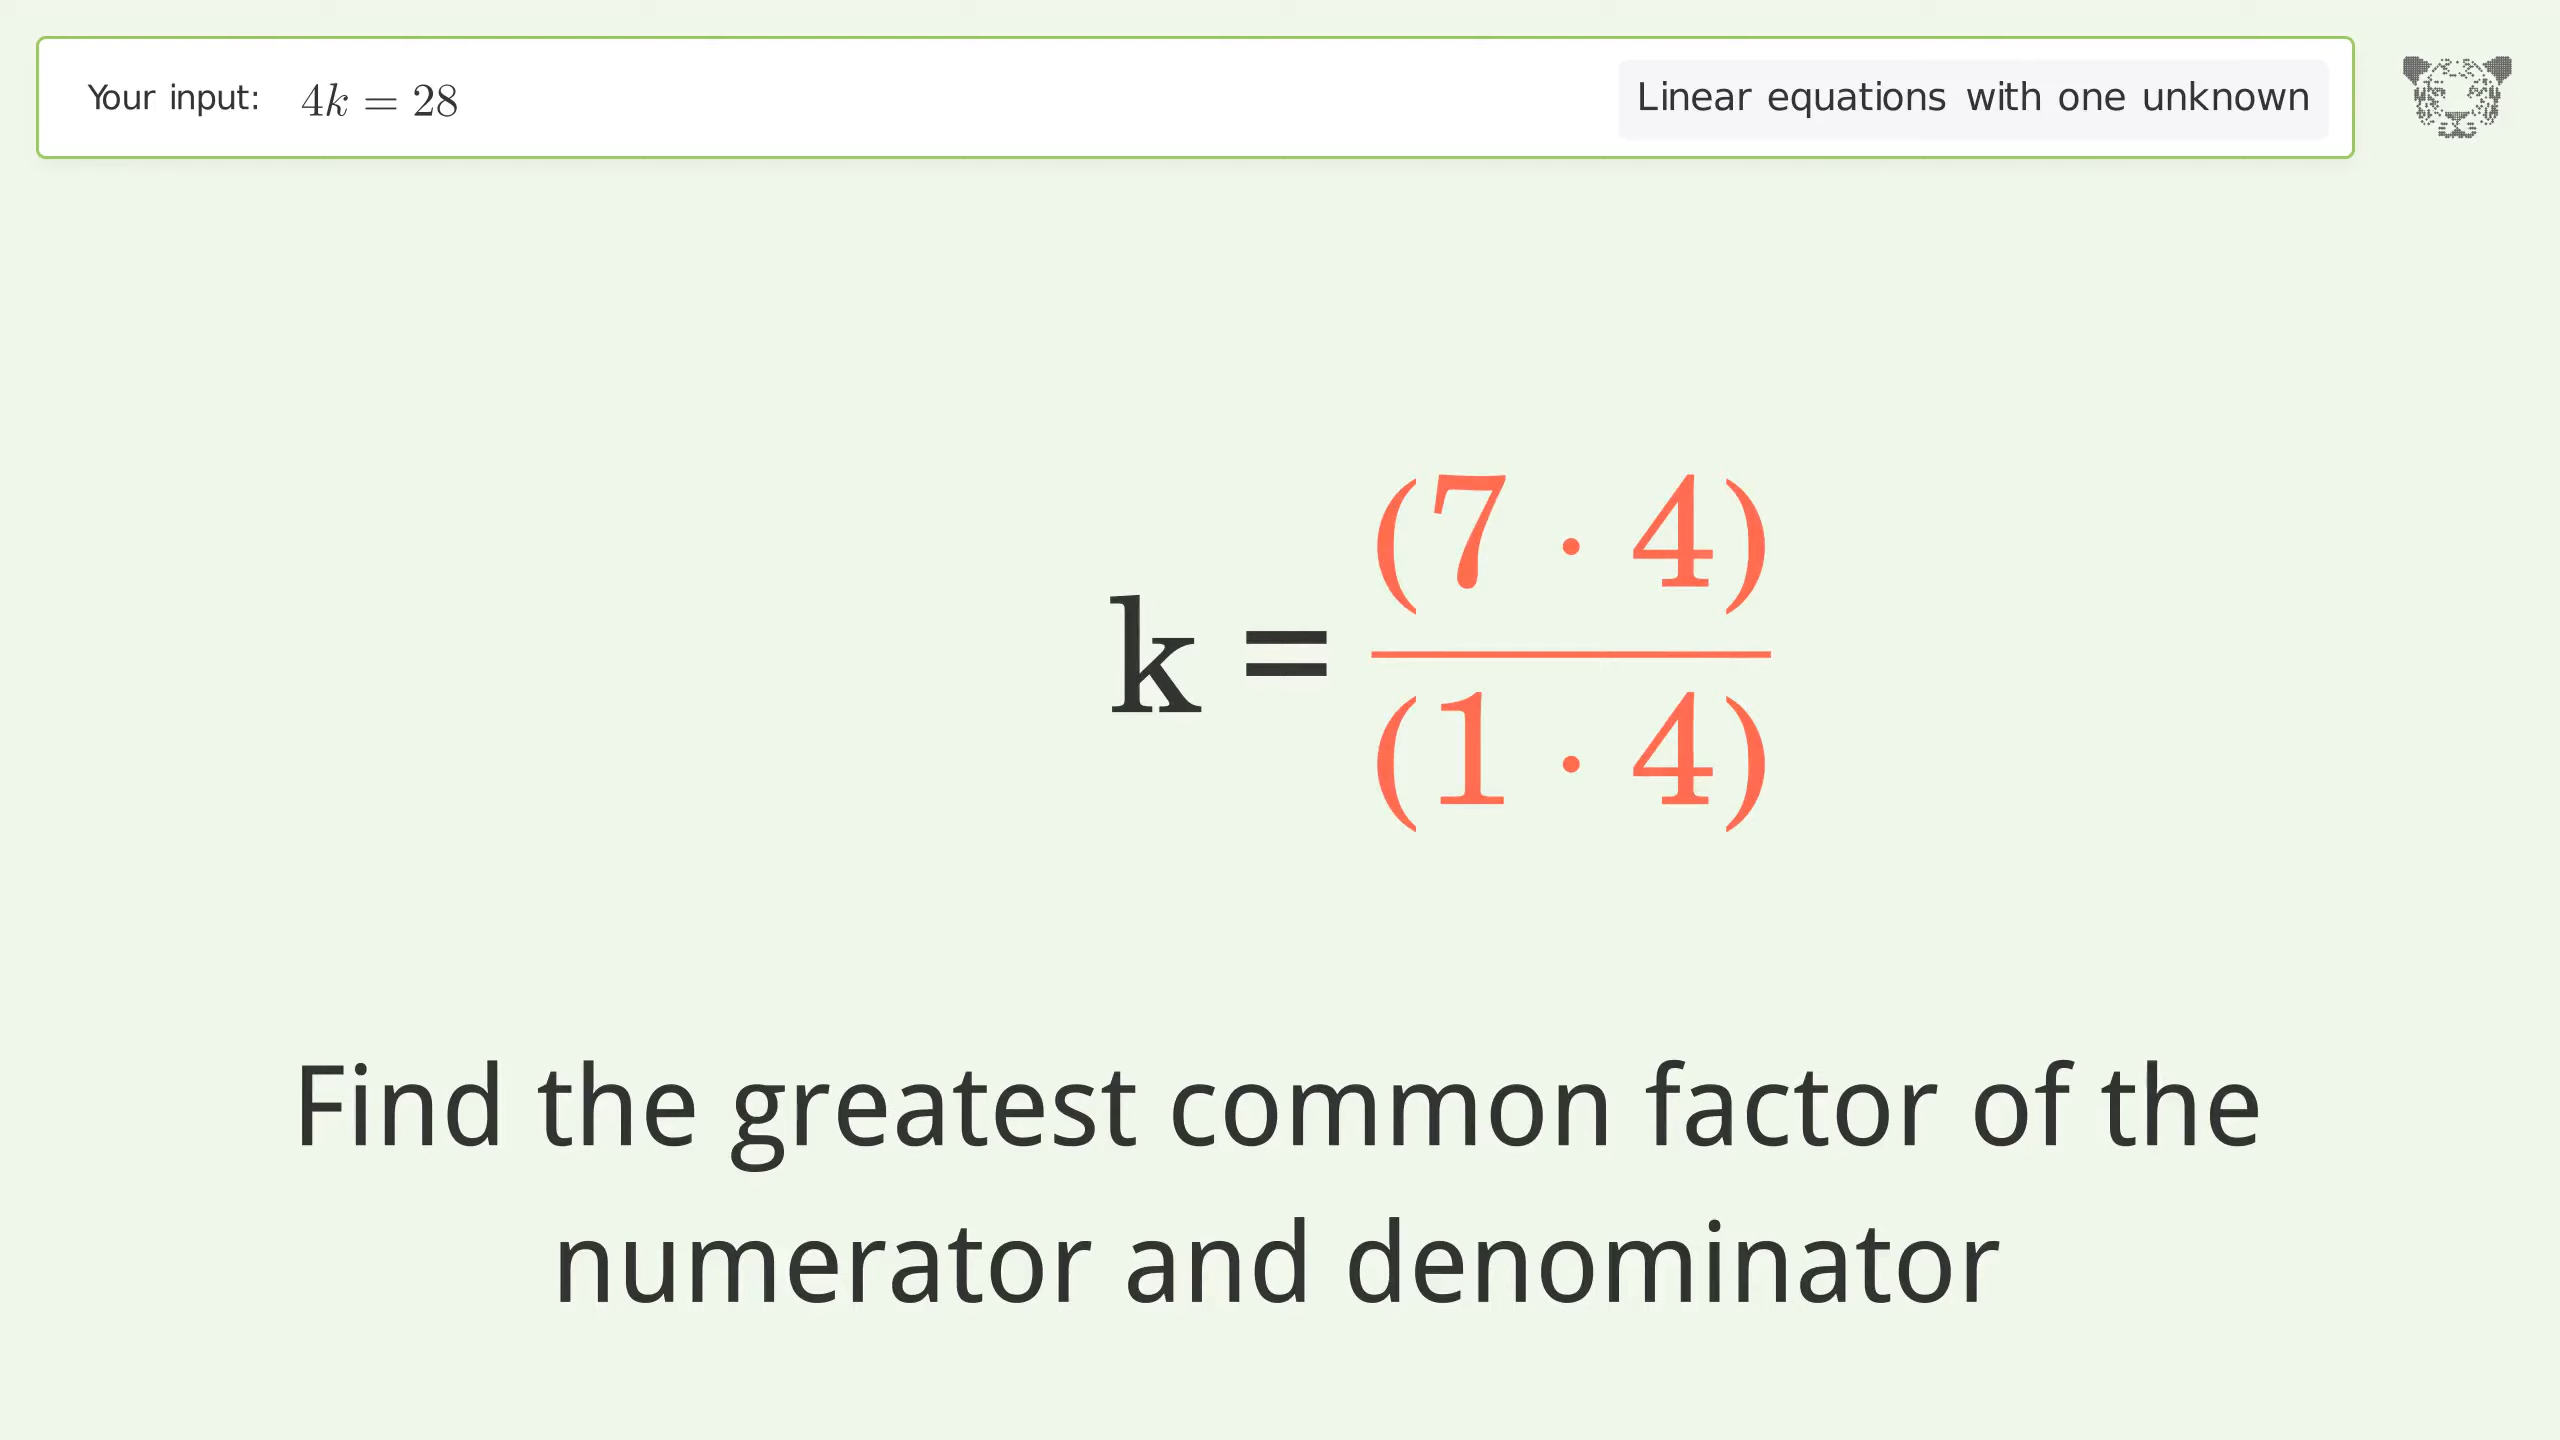 Your input: 4k = 28
Linear equations with one unknown
k = (7 · 4) / (1 · 4)
Find the greatest common factor of the
numerator and denominator